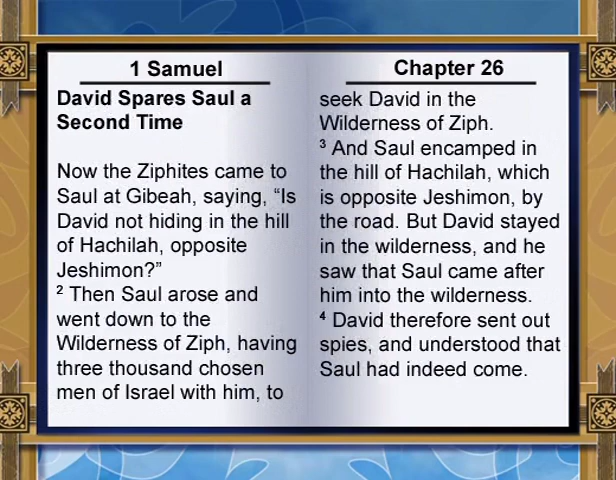 1 Samuel
David Spares Saul a
Second Time
Now the Ziphites came to
Saul at Gibeah, saying, “Is
David not hiding in the hill
of Hachilah, opposite
Jeshimon?”
² Then Saul arose and
went down to the
Wilderness of Ziph, having
three thousand chosen
men of Israel with him, to
Chapter 26
seek David in the
Wilderness of Ziph.
³ And Saul encamped in
the hill of Hachilah, which
is opposite Jeshimon, by
the road. But David stayed
in the wilderness, and he
saw that Saul came after
him into the wilderness.
⁴ David therefore sent out
spies, and understood that
Saul had indeed come.